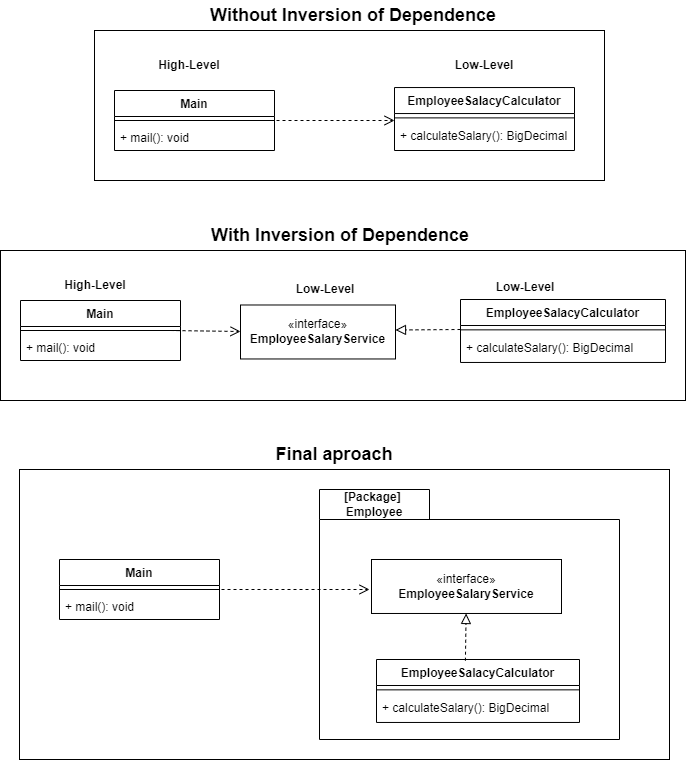 Without Inversion of Dependence
High-Level
Low-Level
Main
+ mail(): void
EmployeeSalacyCalculator
+ calculateSalary(): BigDecimal
With Inversion of Dependence
High-Level
Low-Level
Low-Level
Main
+ mail(): void
«interface»
EmployeeSalaryService
EmployeeSalacyCalculator
+ calculateSalary(): BigDecimal
Final aproach
[Package]
Employee
Main
+ mail(): void
«interface»
EmployeeSalaryService
EmployeeSalacyCalculator
+ calculateSalary(): BigDecimal